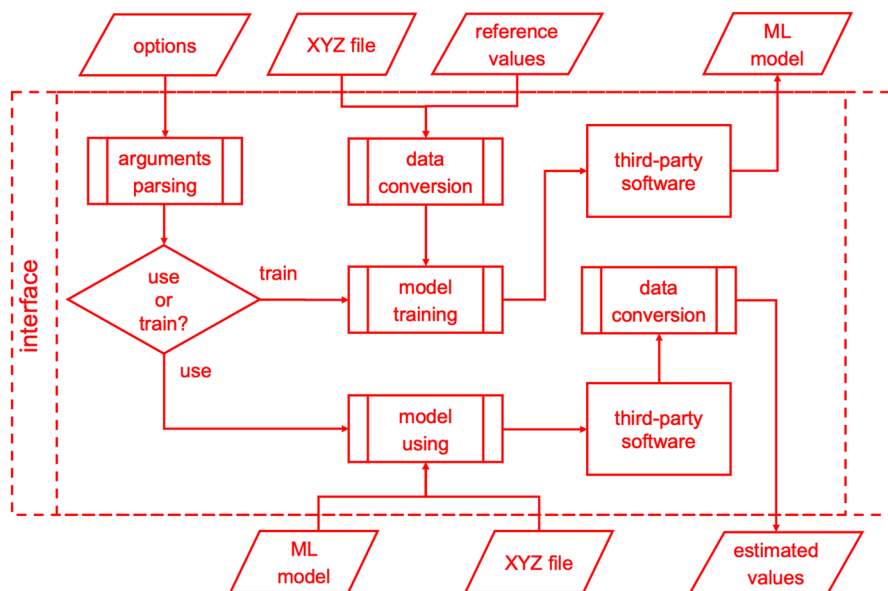 options
XYZ file
reference
values
ML
model
arguments
parsing
data
conversion
third-party
software
use
or
train?
train
model
training
data
conversion
interface
use
model
using
third-party
software
ML
model
XYZ file
estimated
values